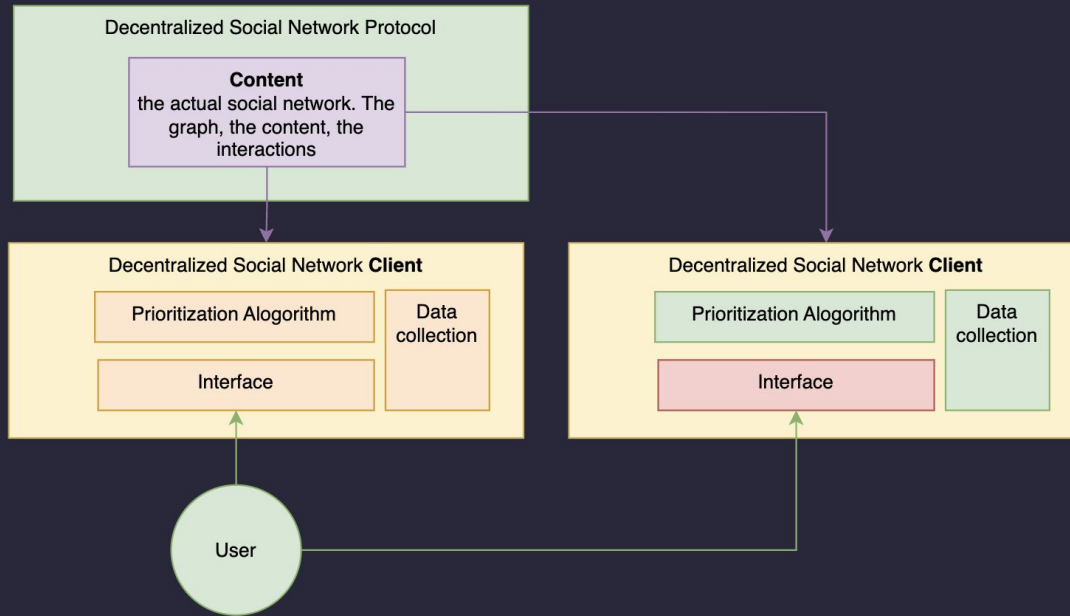 Decentralized Social Network Protocol
Content
the actual social network. The
graph, the content, the
interactions
Decentralized Social Network Client
Prioritization Alogorithm
Data
collection
Interface
Decentralized Social Network Client
Prioritization Alogorithm
Data
collection
Interface
User